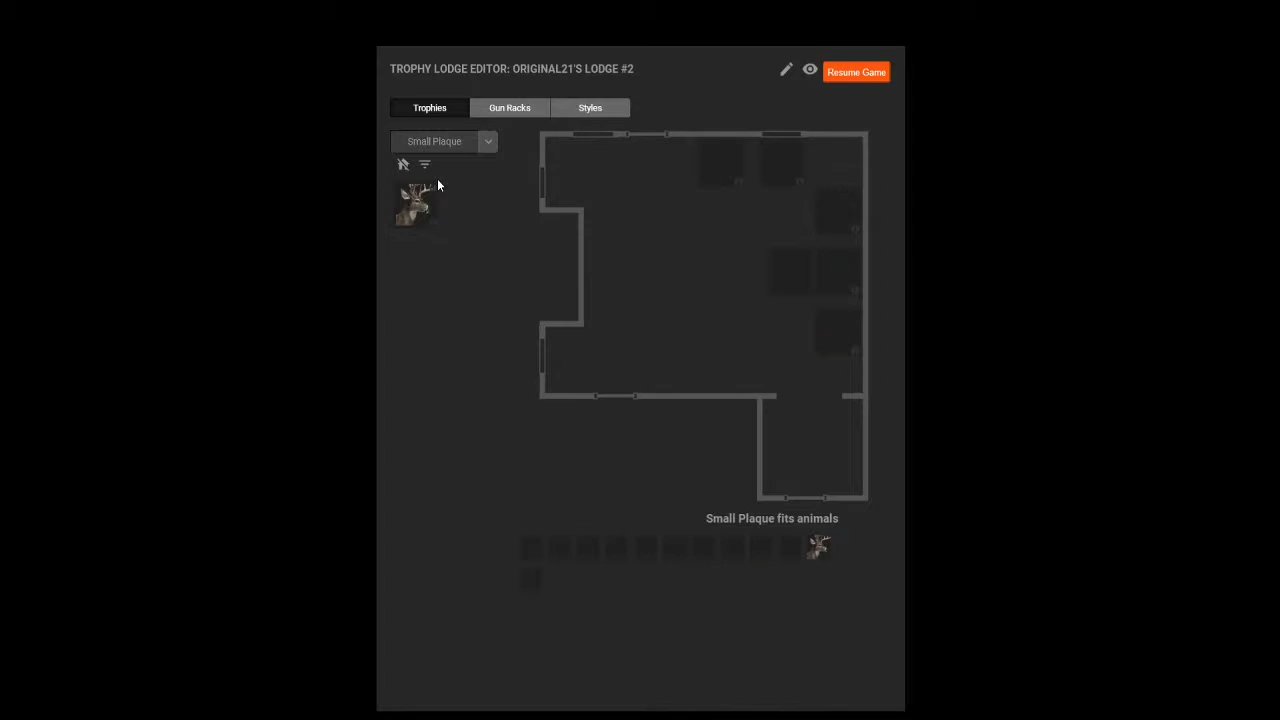 TROPHY LODGE EDITOR: ORIGINAL21'S LODGE #2
Resume Game
Trophies
Gun Racks
Styles
Small Plaque
Small Plaque fits animals